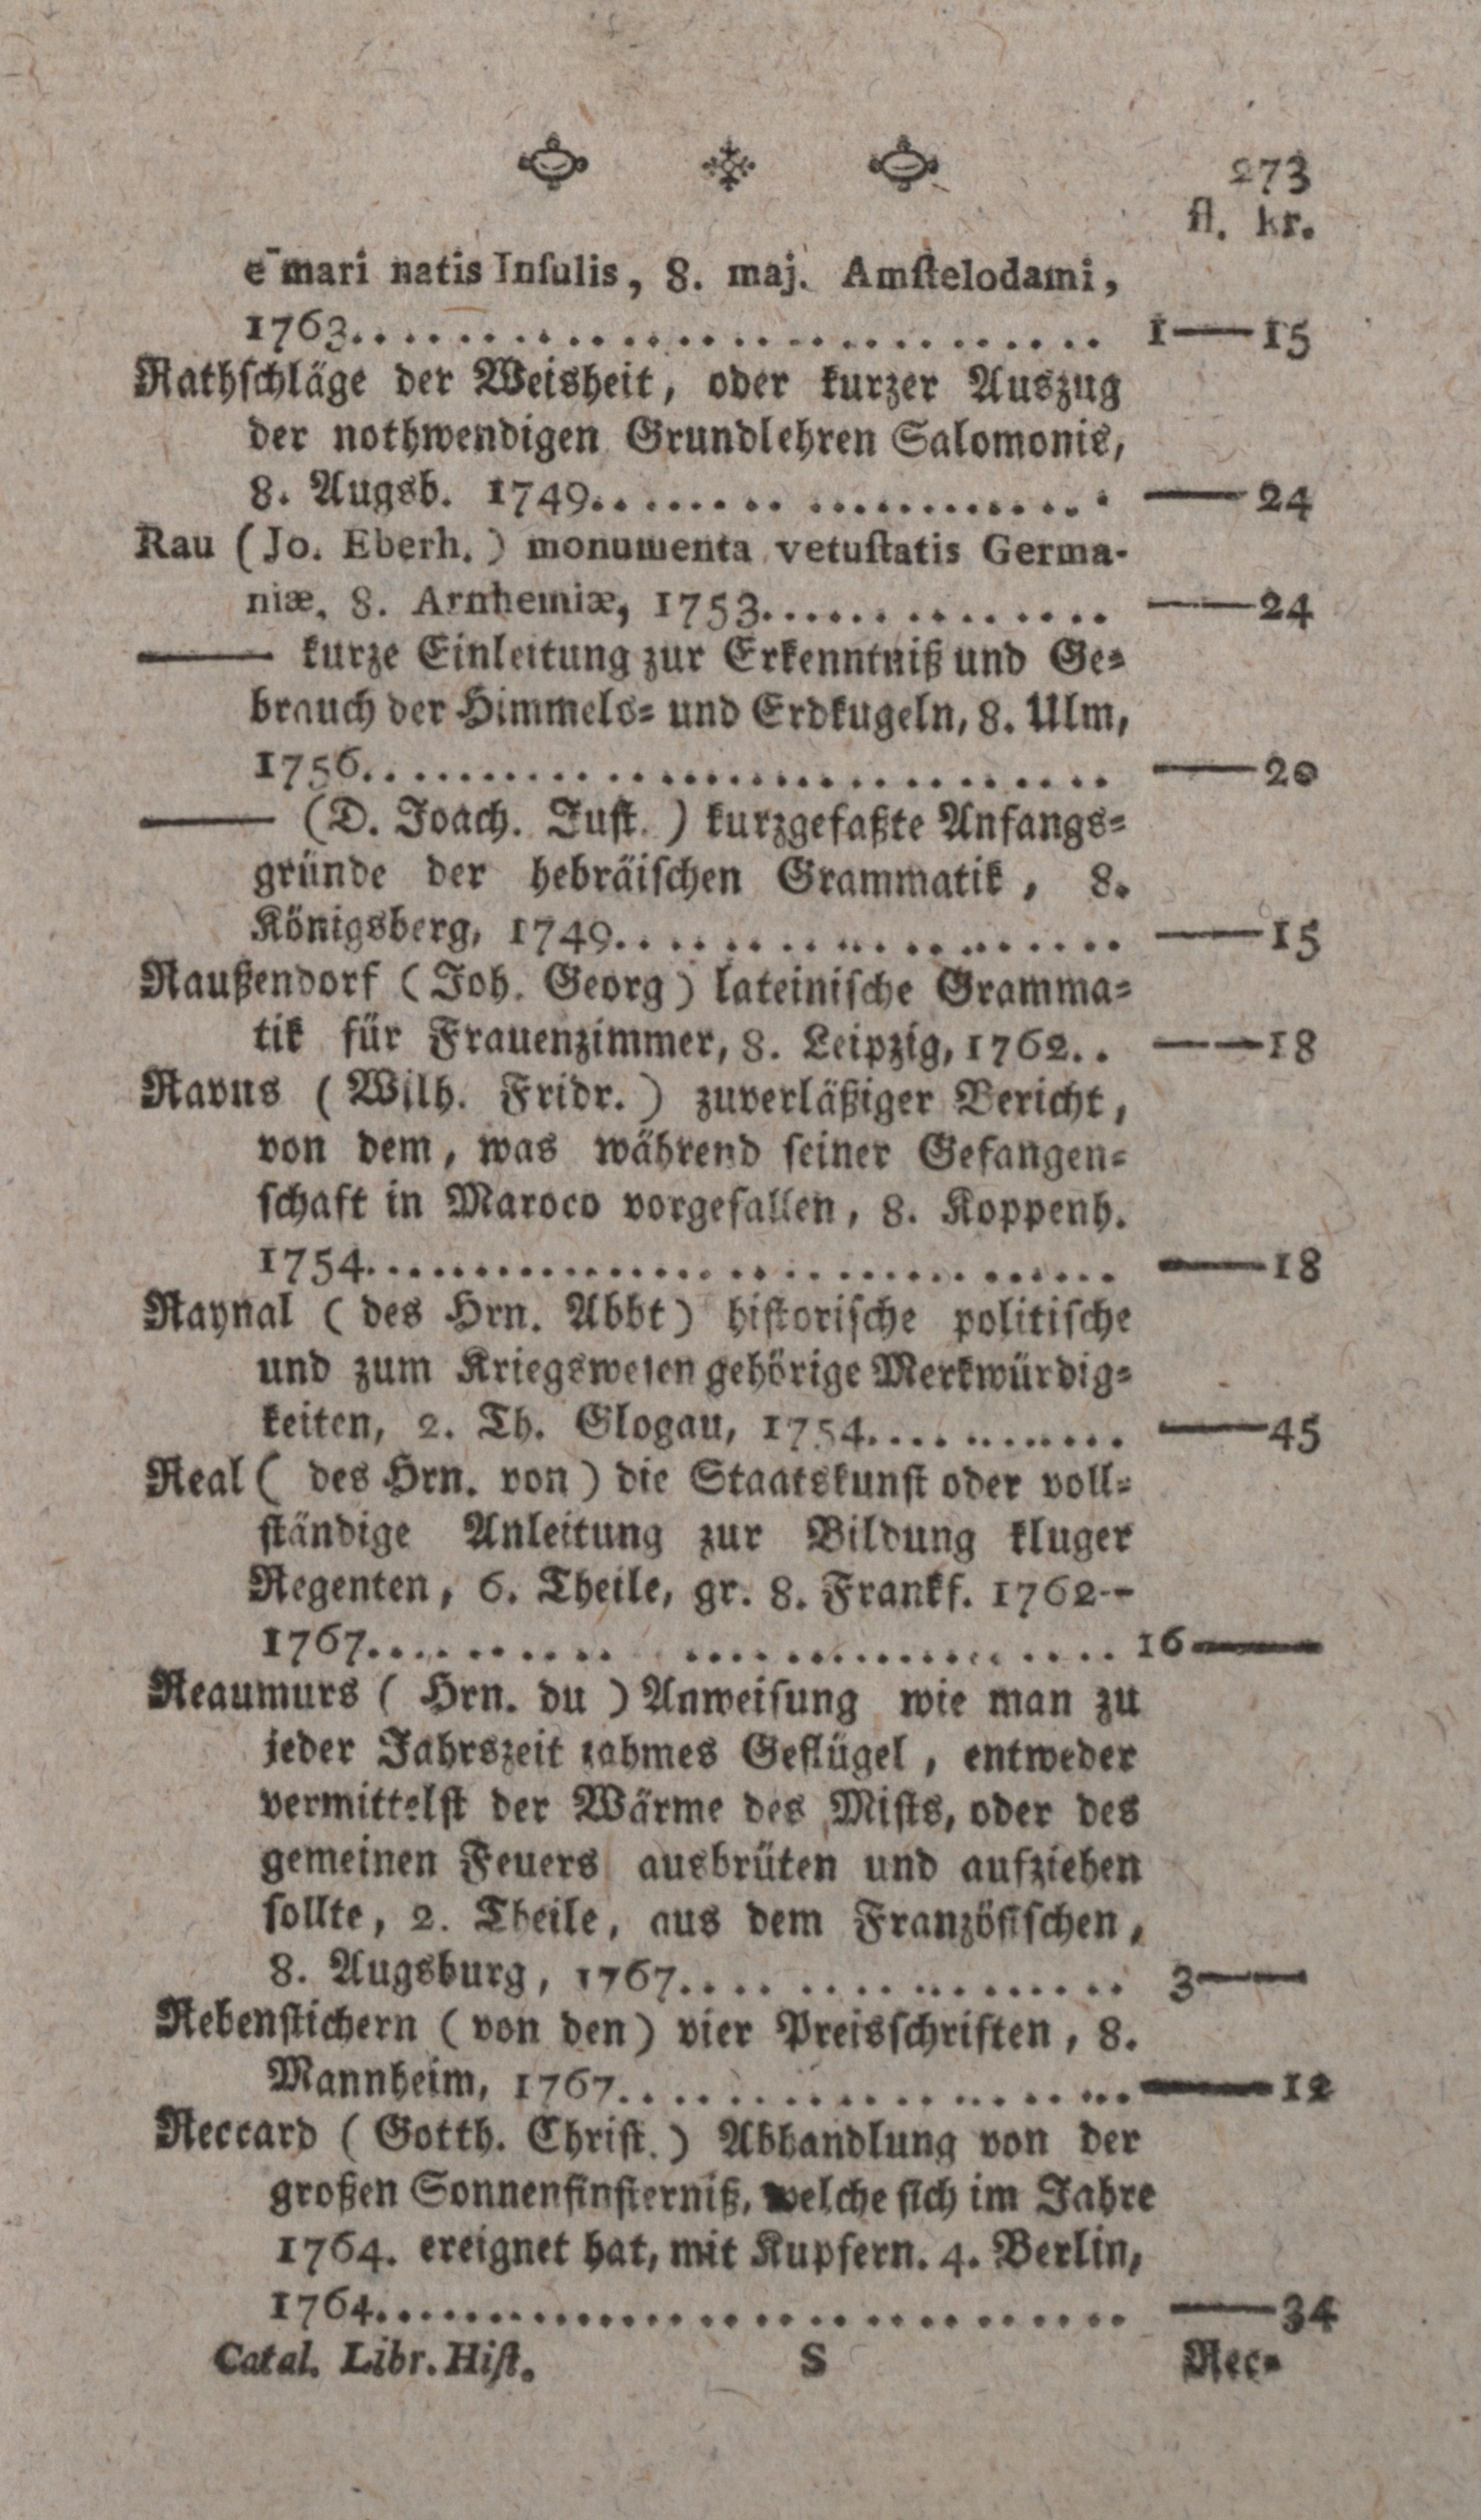 273
fl. kr.
e mari natis Inſulis, 8. maj. Amſtelodami,
1763.............................. 1——15
Rathſchläge der Weisheit, oder kurzer Auszug
der nothwendigen Grundlehren Salomonis,
8. Augsb. 1749.................... ——24
Rau (Jo. Eberh.) monumenta vetuſtatis Germa-
niæ, 8. Arnhemiæ, 1753.............. ——24
—— kurze Einleitung zur Erkenntniß und Ge=
brauch der Himmels= und Erdkugeln, 8. Ulm,
1756.............................. ——20
—— (D. Joach. Juſt.) kurzgefaßte Anfangs=
gründe der hebräiſchen Grammatik, 8.
Königsberg, 1749.................... ——15
Raußendorf (Joh. Georg) lateiniſche Gramma=
tik für Frauenzimmer, 8. Leipzig, 1762.. ——18
Ravus (Wilh. Fridr.) zuverläßiger Bericht,
von dem, was während ſeiner Gefangen=
ſchaft in Maroco vorgefallen, 8. Koppenh.
1754.............................. ——18
Raynal (des Hrn. Abbt) hiſtoriſche politiſche
und zum Kriegsweſen gehörige Merkwürdig=
keiten, 2. Th. Glogau, 1754............ ——45
Real (des Hrn. von) die Staatskunſt oder voll=
ſtändige Anleitung zur Bildung kluger
Regenten, 6. Theile, gr. 8. Frankf. 1762--
1767.............................. 16——
Reaumurs (Hrn. du) Anweiſung wie man zu
jeder Jahrszeit zahmes Geflügel, entweder
vermittelſt der Wärme des Miſts, oder des
gemeinen Feuers ausbrüten und aufziehen
ſollte, 2. Theile, aus dem Franzöſiſchen,
8. Augsburg, 1767.................. 3——
Rebenſtichern (von den) vier Preisſchriften, 8.
Mannheim, 1767.................... ——12
Reccard (Gotth. Chriſt.) Abhandlung von der
großen Sonnenfinſterniß, welche ſich im Jahre
1764. ereignet hat, mit Kupfern. 4. Berlin,
1764.............................. ——34
Catal. Libr. Hiſt. S Rec=